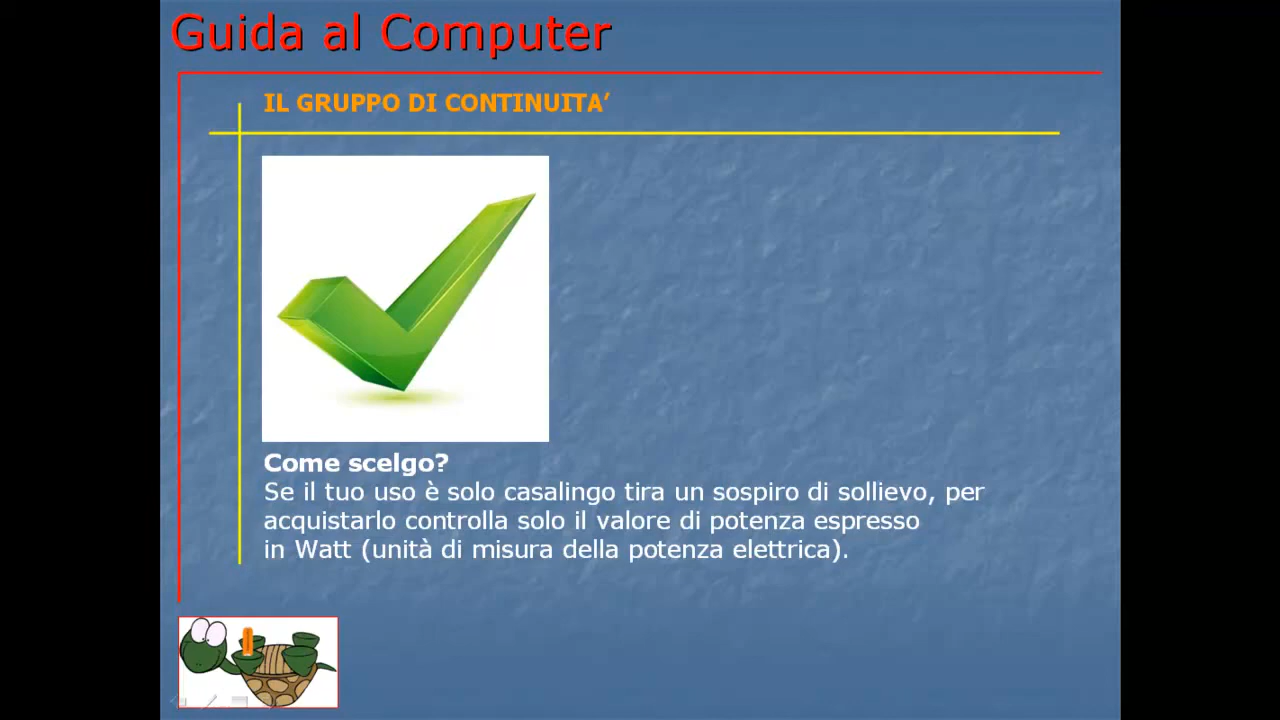 Guida al Computer
IL GRUPPO DI CONTINUITA’
Come scelgo?
Se il tuo uso è solo casalingo tira un sospiro di sollievo, per
acquistarlo controlla solo il valore di potenza espresso
in Watt (unità di misura della potenza elettrica).